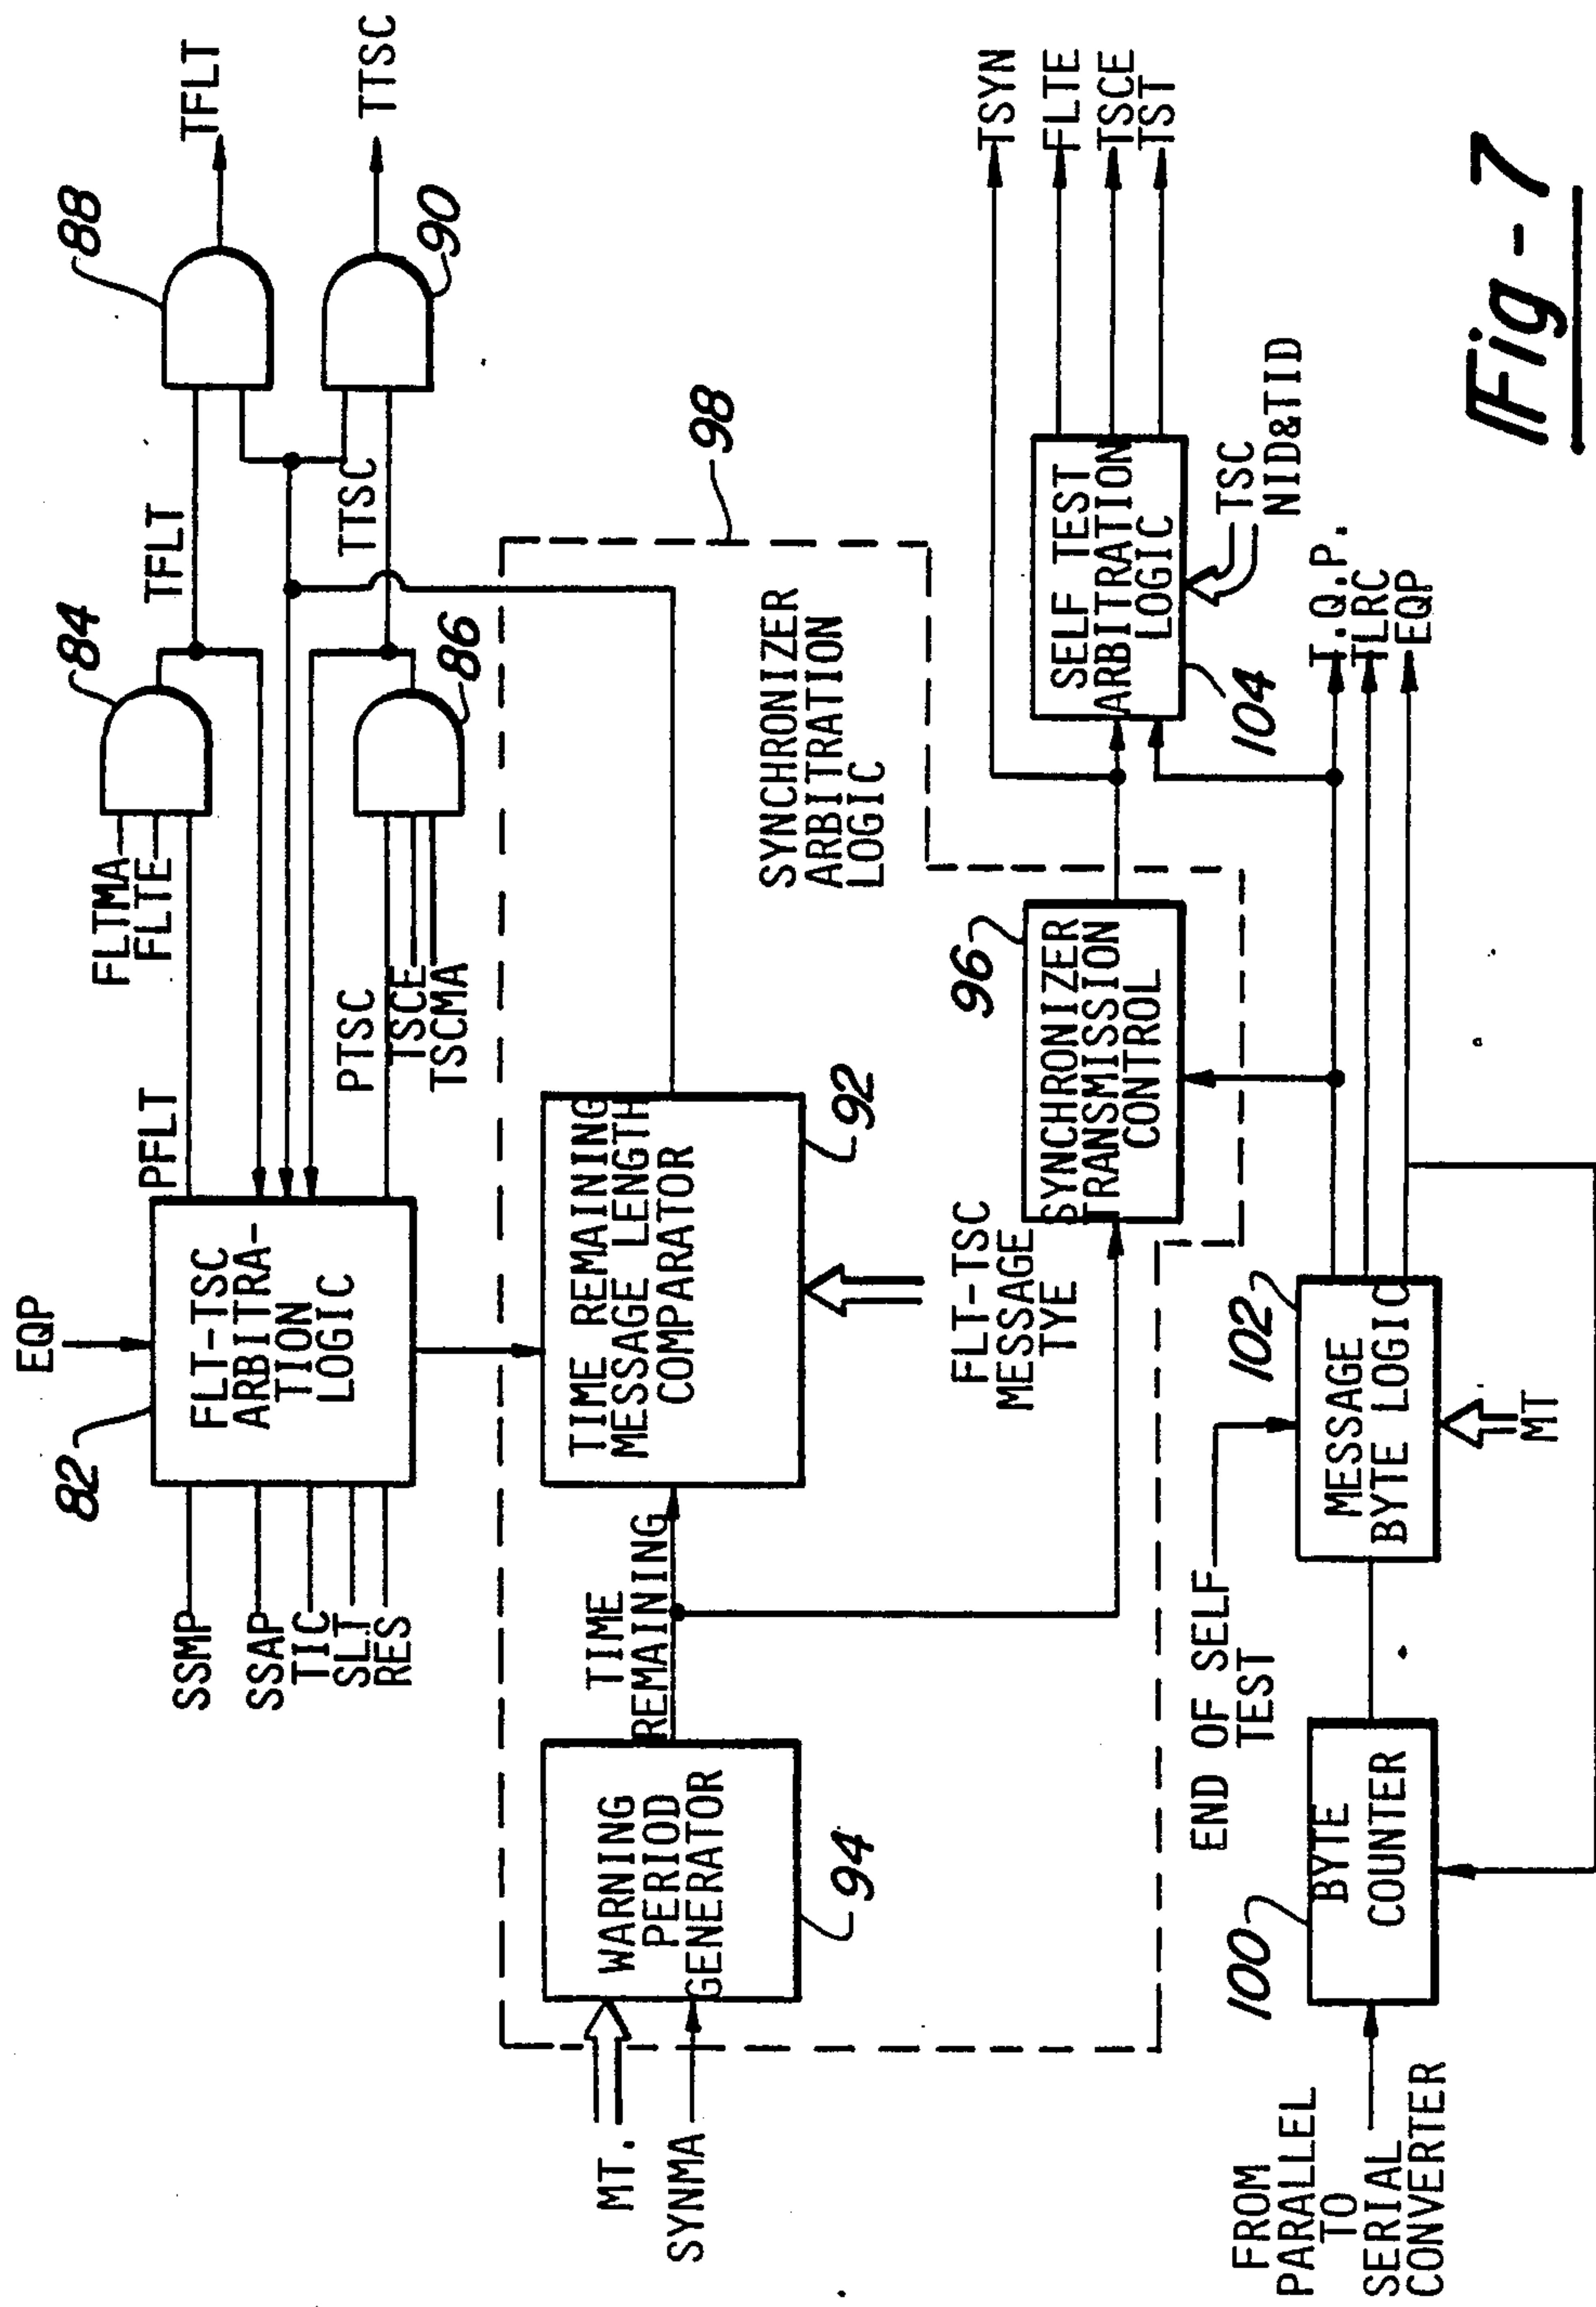 EQP
82
FLT-TSC
ARBITRA-
TION
LOGIC
SSMP
SSAP
TIC
SLT
RES
PFLT
FLTMA
FLTE
84
TFLT
88
TFLT
PTSC
TSCE
TSCMA
86
TTSC
90
TTSC
MT.
SYNMA
WARNING
PERIOD
GENERATOR
94
TIME
REMAINING
TIME REMAINING
MESSAGE LENGTH
COMPARATOR
92
FLT-TSC
MESSAGE
TYE
SYNCHRONIZER
ARBITRATION
LOGIC
98
96
SYNCHRONIZER
TRANSMISSION
CONTROL
SELF TEST
ARBITRATION
LOGIC
104
TSC
NID&TID
TSYN
FLTE
TSCE
TST
FROM
PARALLEL
TO
SERIAL
CONVERTER
100
BYTE
COUNTER
END OF SELF
TEST
102
MESSAGE
BYTE LOGIC
MT
T.Q.P.
TLRC
EQP
Fig-7